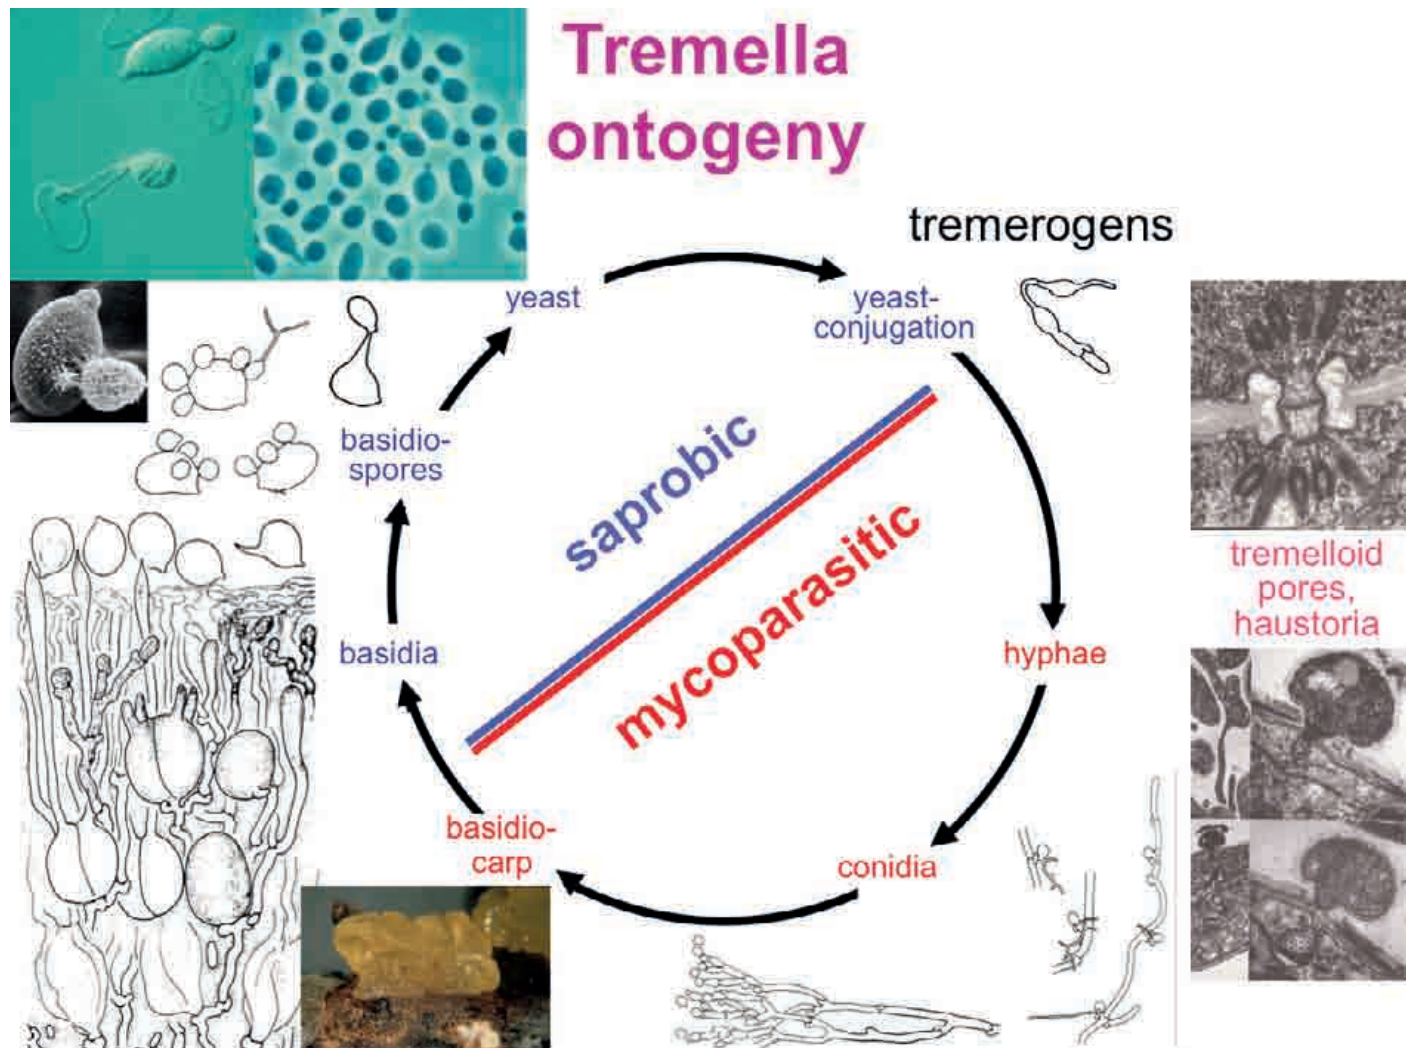 Tremella
ontogeny
tremerogens
yeast
yeast-
conjugation
basidio-
spores
saprobic
mycoparasitic
tremelloid
pores,
haustoria
basidia
hyphae
basidio-
carp
conidia